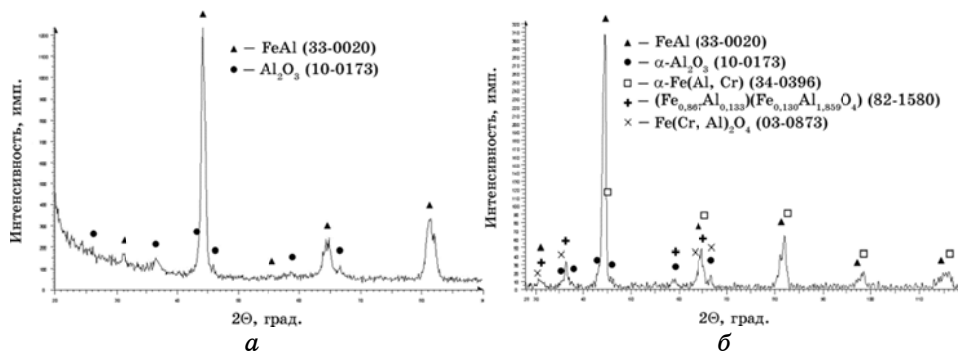 Интенсивность, имп.
▲ – FeAl (33-0020)
● – Al₂O₃ (10-0173)
2Θ, град.
а
Интенсивность, имп.
▲ – FeAl (33-0020)
● – α-Al₂O₃ (10-0173)
□ – α-Fe(Al, Cr) (34-0396)
+ – (Fe₀,₈₆₇Al₀,₁₃₃)(Fe₀,₁₃₀Al₁,₈₅₉O₄) (82-1580)
× – Fe(Cr, Al)₂O₄ (03-0873)
2Θ, град.
б